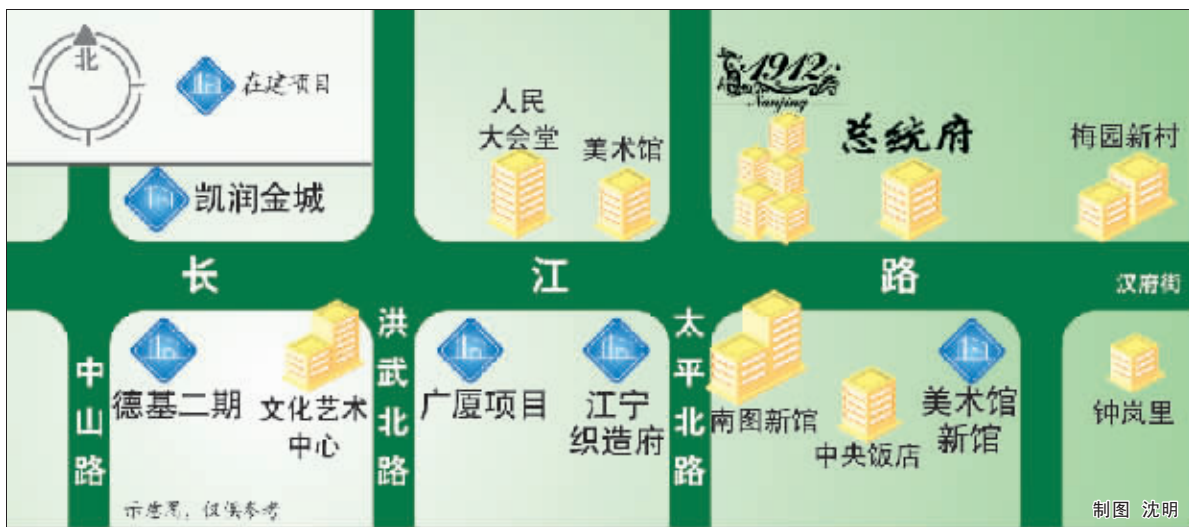 北
在建项目
凯润金城
人民
大会堂
美术馆
1912
Nanjing
总统府
梅园新村
长江路
汉府街
中山路
德基二期
文化艺术
中心
洪武北路
广厦项目
江宁
织造府
太平北路
南图新馆
中央饭店
美术馆
新馆
钟岚里
示意图，仅供参考
制图 沈明